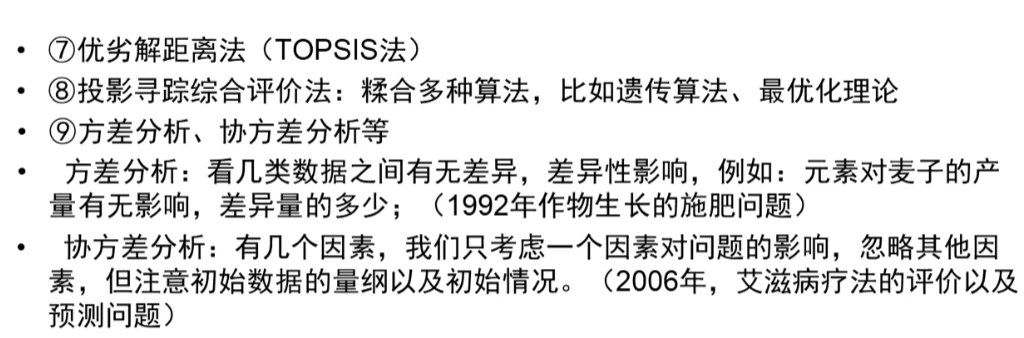 • ⑦优劣解距离法（TOPSIS法）
• ⑧投影寻踪综合评价法：糅合多种算法，比如遗传算法、最优化理论
• ⑨方差分析、协方差分析等
• 方差分析：看几类数据之间有无差异，差异性影响，例如：元素对麦子的产
量有无影响，差异量的多少；（1992年作物生长的施肥问题）
• 协方差分析：有几个因素，我们只考虑一个因素对问题的影响，忽略其他因
素，但注意初始数据的量纲以及初始情况。（2006年，艾滋病疗法的评价以及
预测问题）